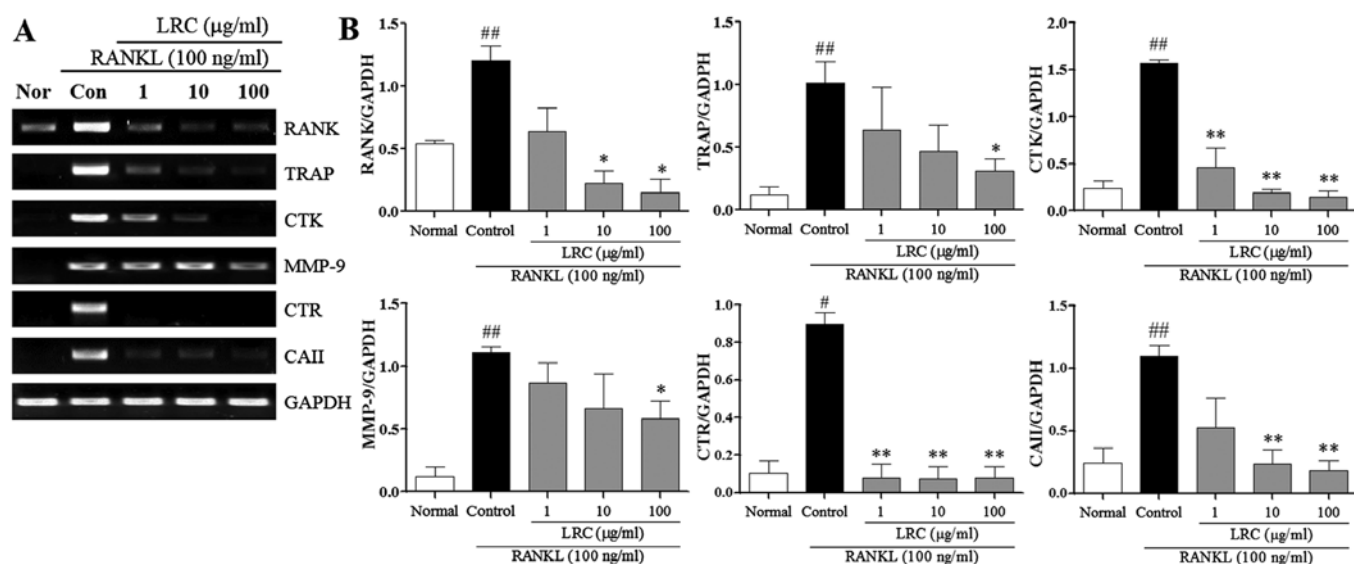 A
LRC (μg/ml)
RANKL (100 ng/ml)
Nor Con 1 10 100
RANK
TRAP
CTK
MMP-9
CTR
CAII
GAPDH
B
RANK/GAPDH
1.5
1.0
0.5
0.0
##
*
*
Normal Control 1 10 100
LRC (μg/ml)
RANKL (100 ng/ml)
TRAP/GADPH
1.5
1.0
0.5
0.0
##
*
Normal Control 1 10 100
LRC (μg/ml)
RANKL (100 ng/ml)
CTK/GAPDH
2.0
1.5
1.0
0.5
0.0
##
**
**
**
Normal Control 1 10 100
LRC (μg/ml)
RANKL (100 ng/ml)
MMP-9/GAPDH
1.5
1.0
0.5
0.0
##
*
Normal Control 1 10 100
LRC (μg/ml)
RANKL (100 ng/ml)
CTR/GAPDH
1.0
0.8
0.6
0.4
0.2
0.0
#
** ** **
Normal Control 1 10 100
LRC (μg/ml)
RANKL (100 ng/ml)
CAII/GAPDH
1.5
1.0
0.5
0.0
##
**
**
Normal Control 1 10 100
LRC (μg/ml)
RANKL (100 ng/ml)